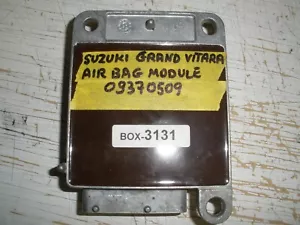 SUZUKI GRAND VITARA
AIR BAG MODULE
09370509
BOX-3131